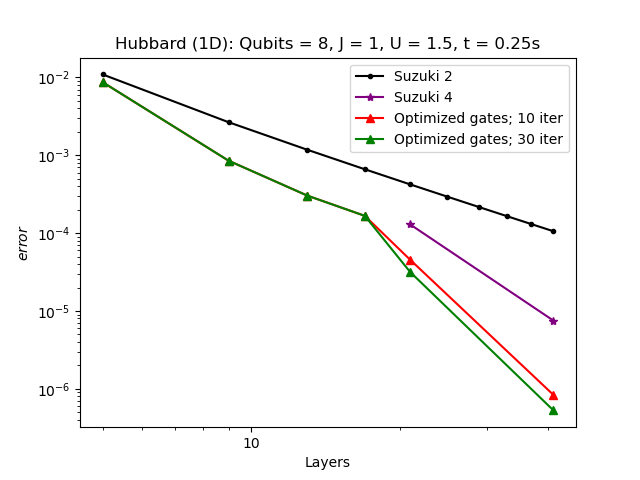 Hubbard (1D): Qubits = 8, J = 1, U = 1.5, t = 0.25s
Suzuki 2
Suzuki 4
Optimized gates; 10 iter
Optimized gates; 30 iter
10⁻²
10⁻³
10⁻⁴
10⁻⁵
10⁻⁶
error
10
Layers